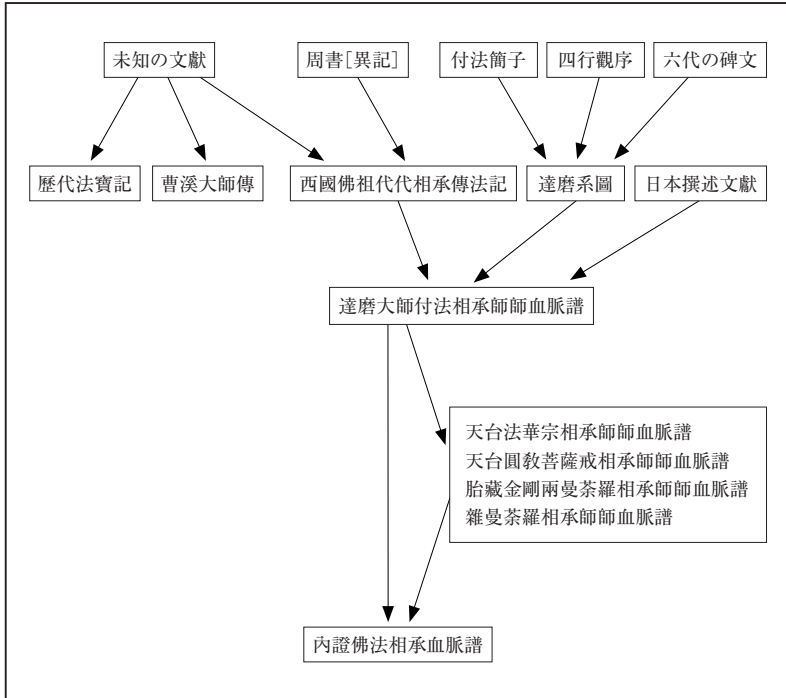 未知の文獻
周書[異記]
付法簡子
四行觀序
六代の碑文
歷代法寶記
曹溪大師傳
西國佛祖代代相承傳法記
達磨系圖
日本撰述文獻
達磨大師付法相承師師血脈譜
天台法華宗相承師師血脈譜
天台圓敎菩薩戒相承師師血脈譜
胎藏金剛兩曼荼羅相承師師血脈譜
雜曼荼羅相承師師血脈譜
內證佛法相承血脈譜